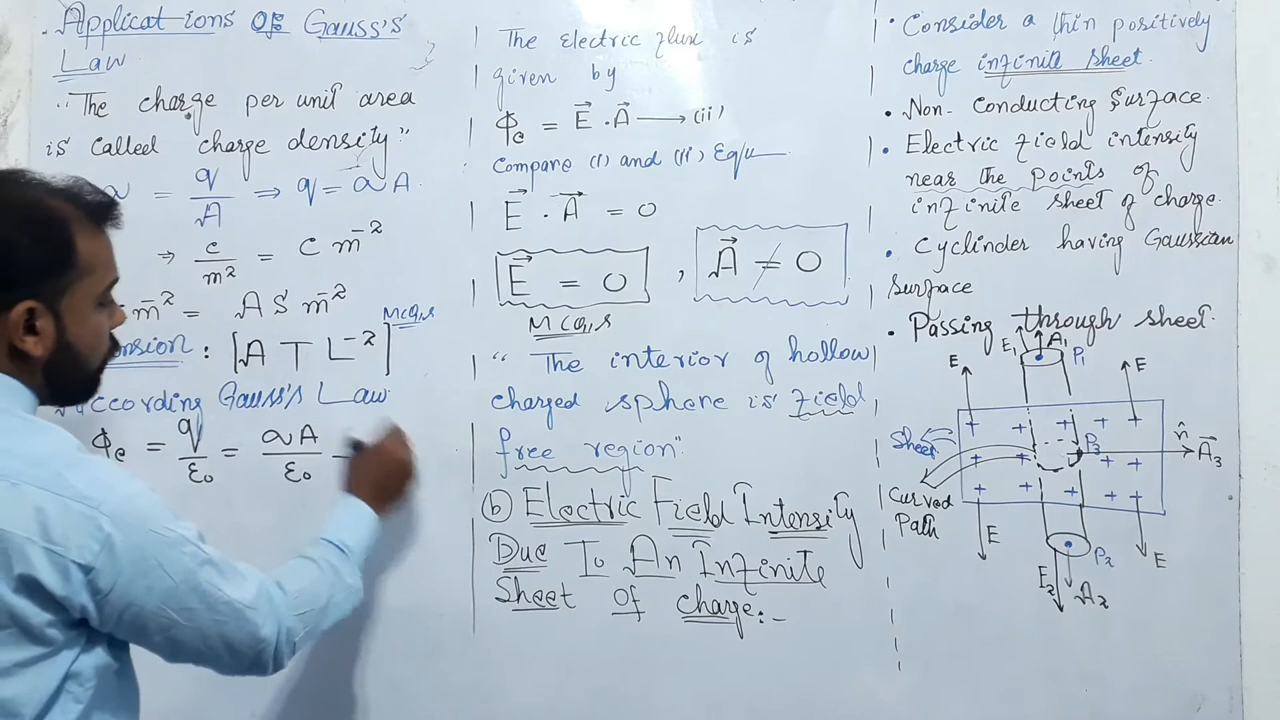 Applications Of Gauss's
Law
"The charge per unit area
is called charge density"
σ = q/A ⇒ q = σA.
⇒ c/m² = C m⁻²
m⁻² = A S m⁻²
: [A T L⁻²] MCQ,s
According Gauss's Law
Φe = q/ε₀ = σA/ε₀
The electric flux is
given by
Φe = E⃗ . A⃗ → (ii)
Compare (i) and (ii) Eqn
E⃗ . A⃗ = 0
E⃗ = 0 , A⃗ ≠ 0
MCQ,s
"The interior of hollow
charged sphere is field
free region"
(b) Electric Field Intensity
Due To An Infinite
Sheet Of charge:-
• Consider a thin positively
charge infinite sheet.
• Non-Conducting Surface.
• Electric field intensity
near the points of
infinite sheet of charge.
• Cyclinder having Gaussian
surface
• Passing through sheet.
E₁ A₁ P₁
E E
+ + + +
Sheet + + P₃ + + n̂ A⃗₃
+ + + + +
Curved
Path
E E
P₂
E₂ A₂